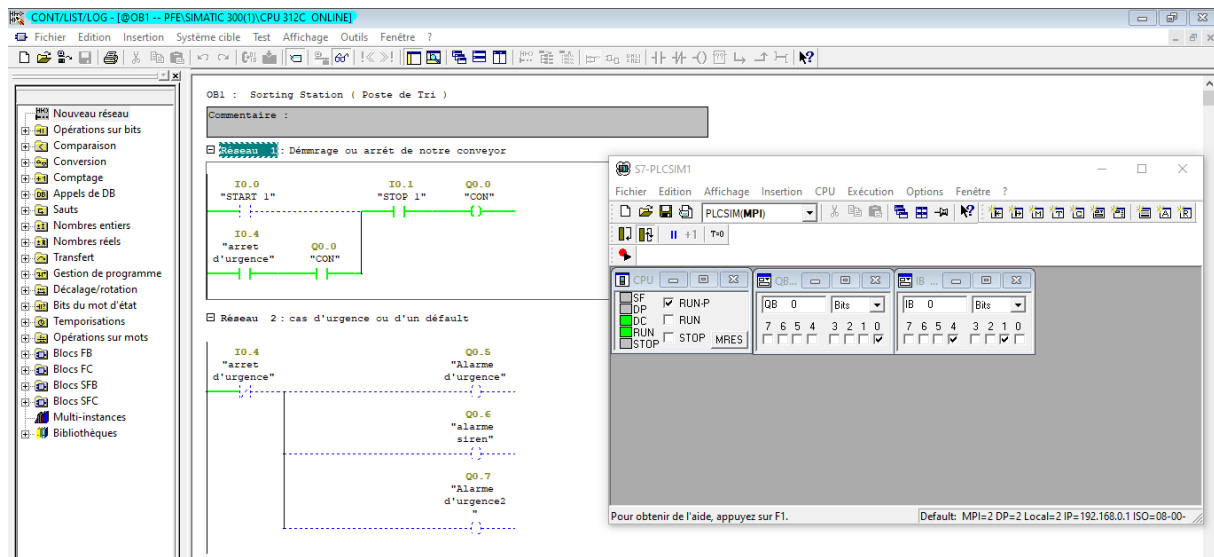 CONT/LIST/LOG - [@OB1 -- PFE\SIMATIC 300(1)\CPU 312C ONLINE]
Fichier Edition Insertion Système cible Test Affichage Outils Fenêtre ?
OB1 : Sorting Station ( Poste de Tri )
Commentaire :
Réseau 1 : Démmrage ou arrét de notre conveyor
I0.0 I0.1 Q0.0
"START 1" "STOP 1" "CON"
I0.4
"arret Q0.0
d'urgence" "CON"
Réseau 2 : cas d'urgence ou d'un défault
I0.4 Q0.5
"arret "Alarme
d'urgence" d'urgence"
Q0.6
"alarme
siren"
Q0.7
"Alarme
d'urgence2
"
Nouveau réseau
Opérations sur bits
Comparaison
Conversion
Comptage
Appels de DB
Sauts
Nombres entiers
Nombres réels
Transfert
Gestion de programme
Décalage/rotation
Bits du mot d'état
Temporisations
Opérations sur mots
Blocs FB
Blocs FC
Blocs SFB
Blocs SFC
Multi-instances
Bibliothèques
S7-PLCSIM1
Fichier Edition Affichage Insertion CPU Exécution Options Fenêtre ?
PLCSIM(MPI)
+1 T=0
CPU QB... IB ...
SF
DP
DC
RUN
STOP
RUN-P
RUN
STOP MRES
QB 0 Bits
7 6 5 4 3 2 1 0
IB 0 Bits
7 6 5 4 3 2 1 0
Pour obtenir de l'aide, appuyez sur F1. Default: MPI=2 DP=2 Local=2 IP=192.168.0.1 ISO=08-00-